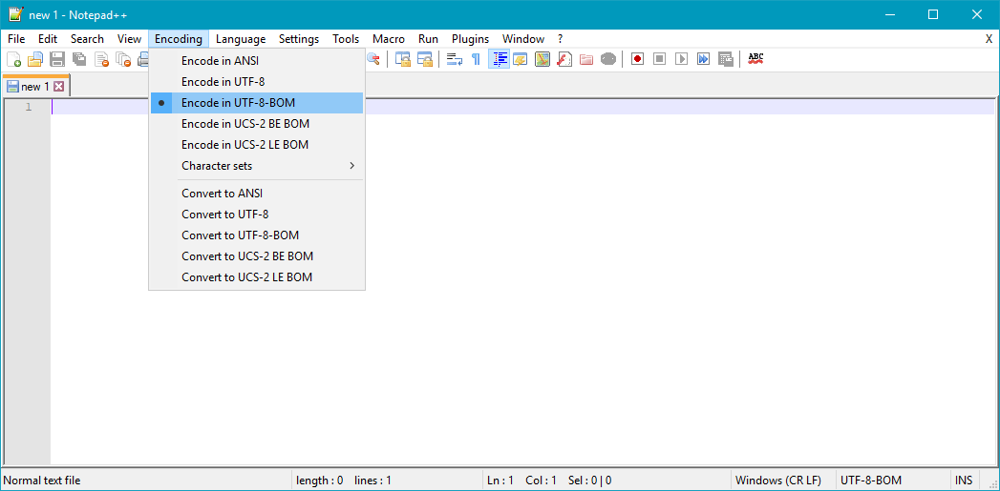 new 1 - Notepad++
File Edit Search View Encoding Language Settings Tools Macro Run Plugins Window ? X
ABC
new 1
Encode in ANSI
Encode in UTF-8
Encode in UTF-8-BOM
Encode in UCS-2 BE BOM
Encode in UCS-2 LE BOM
Character sets
Convert to ANSI
Convert to UTF-8
Convert to UTF-8-BOM
Convert to UCS-2 BE BOM
Convert to UCS-2 LE BOM
1
Normal text file length : 0 lines : 1 Ln : 1 Col : 1 Sel : 0 | 0 Windows (CR LF) UTF-8-BOM INS